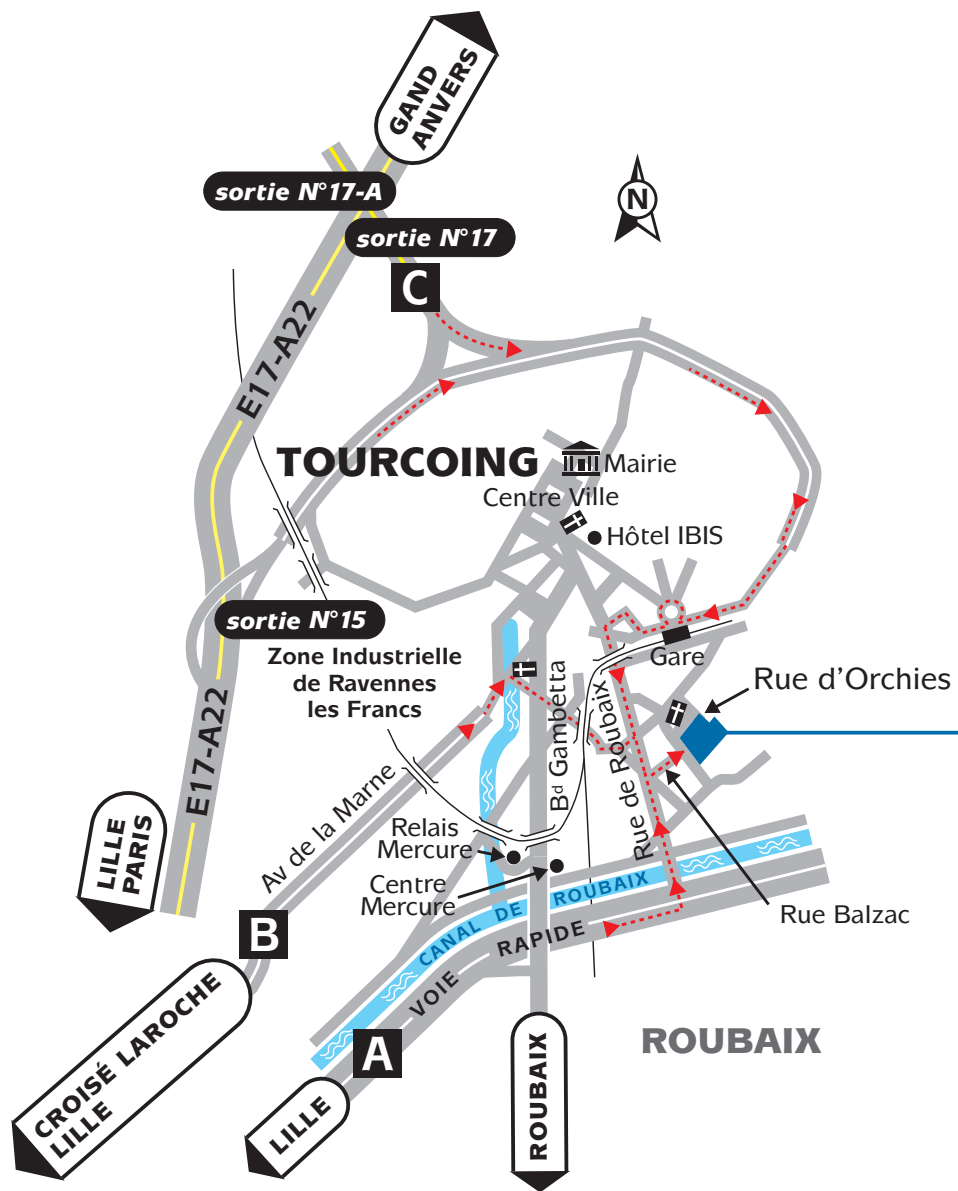 GAND
ANVERS
sortie N°17-A
sortie N°17
N
C
E17-A22
TOURCOING
Mairie
Centre Ville
Hôtel IBIS
sortie N°15
Zone Industrielle
de Ravennes
les Francs
Gare
Rue d'Orchies
E17-A22
Bd Gambetta
Rue de Roubaix
Av de la Marne
LILLE
PARIS
Relais
Mercure
Centre
Mercure
CANAL DE ROUBAIX
Rue Balzac
VOIE RAPIDE
B
A
ROUBAIX
CROISÉ LAROCHE
LILLE
LILLE
ROUBAIX